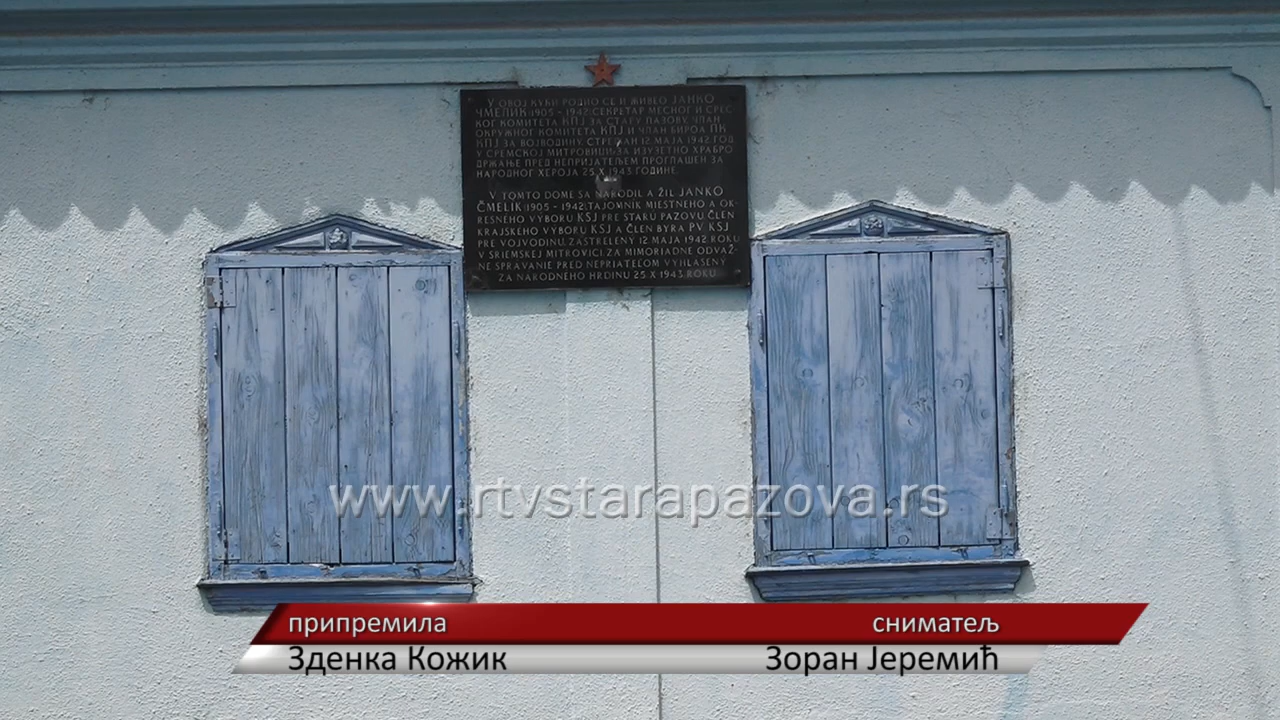 У ОВОЈ КУЋИ РОДИО СЕ И ЖИВЕО ЈАНКО
ЧМЕЛИК (1905 - 1942) СЕКРЕТАР МЕСНОГ И СРЕС
КОГ КОМИТЕТА КПЈ ЗА СТАРУ ПАЗОВУ, ЧЛАН
ОКРУЖНОГ КОМИТЕТА КПЈ И ЧЛАН БИРОА ПК
КПЈ ЗА ВОЈВОДИНУ, СТРЕЉАН 12 МАЈА 1942 ГОД.
У СРЕМСКОЈ МИТРОВИЦИ, ЗА ИЗУЗЕТНО ХРАБРО
ДРЖАЊЕ ПРЕД НЕПРИЈАТЕЉЕМ ПРОГЛАШЕН ЗА
НАРОДНОГ ХЕРОЈА 25 X 1943. ГОДИНЕ.
V TOMTO DOME SA NARODIL A ŽIL JANKO
ČMELIK (1905 - 1942) TAJOMNIK MIESTNEHO A OK-
RESNÉHO VÝBORU KSJ PRE STARÚ PAZOVU, ČLEN
KRAJSKÉHO VÝBORU KSJ A ČLEN BYRA PV KSJ
PRE VOJVODINU, ZASTRELENÝ 12 MAJA 1942 ROKU
V SRIEMSKEJ MITROVICI, ZA MIMORIADNE ODVÁŽ-
NE SPRÁVANIE PRED NEPRIATEĽOM VYHLÁSENÝ
ZA NÁRODNÉHO HRDINU 25 X 1943. ROKU
www.rtvstarapazova.rs
припремила сниматељ
Зденка Кожик Зоран Јеремић